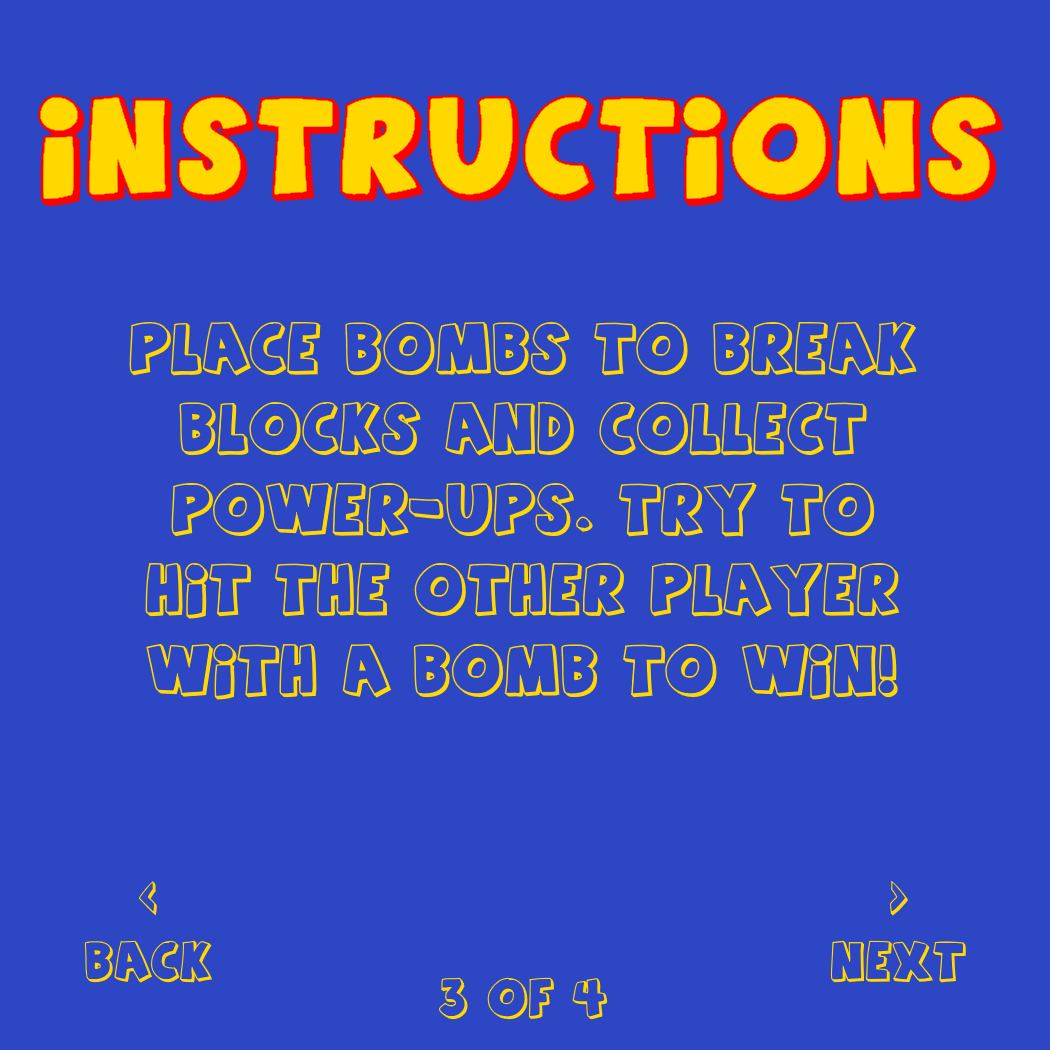 INSTRUCTIONS
PLACE BOMBS TO BREAK
BLOCKS AND COLLECT
POWER-UPS. TRY TO
HIT THE OTHER PLAYER
WITH A BOMB TO WIN!
< >
BACK NEXT
3 OF 4